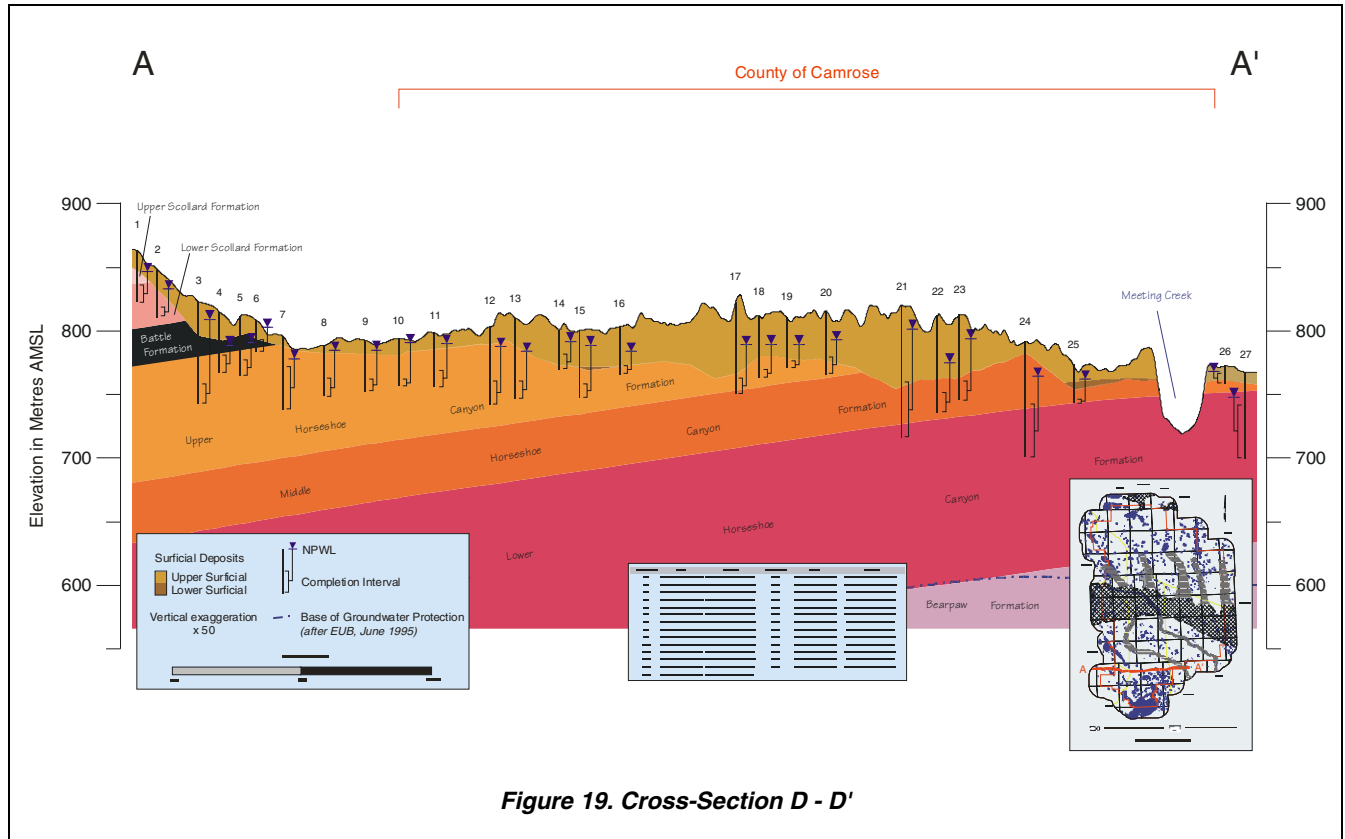 A
A'
County of Camrose
Elevation in Metres AMSL
900
800
700
600
900
800
700
600
Upper Scollard Formation
Lower Scollard Formation
Battle
Formation
Meeting Creek
1
2
3
4
5
6
7
8
9
10
11
12
13
14
15
16
17
18
19
20
21
22
23
24
25
26
27
Upper
Horseshoe
Canyon
Formation
Middle
Horseshoe
Canyon
Formation
Lower
Horseshoe
Canyon
Formation
Bearpaw
Formation
Surficial Deposits
Upper Surficial
Lower Surficial
NPWL
Completion Interval
Vertical exaggeration
x 50
Base of Groundwater Protection
(after EUB, June 1995)
A
A'
Figure 19. Cross-Section D - D'